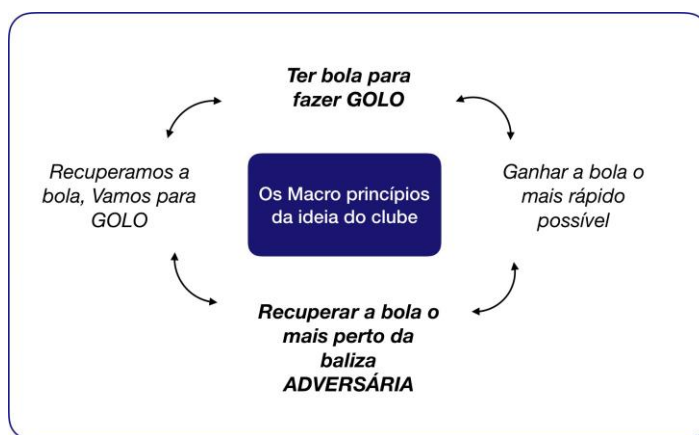 Ter bola para
fazer GOLO
Recuperamos a
bola, Vamos para
GOLO
Os Macro princípios
da ideia do clube
Ganhar a bola o
mais rápido
possível
Recuperar a bola o
mais perto da
baliza
ADVERSÁRIA